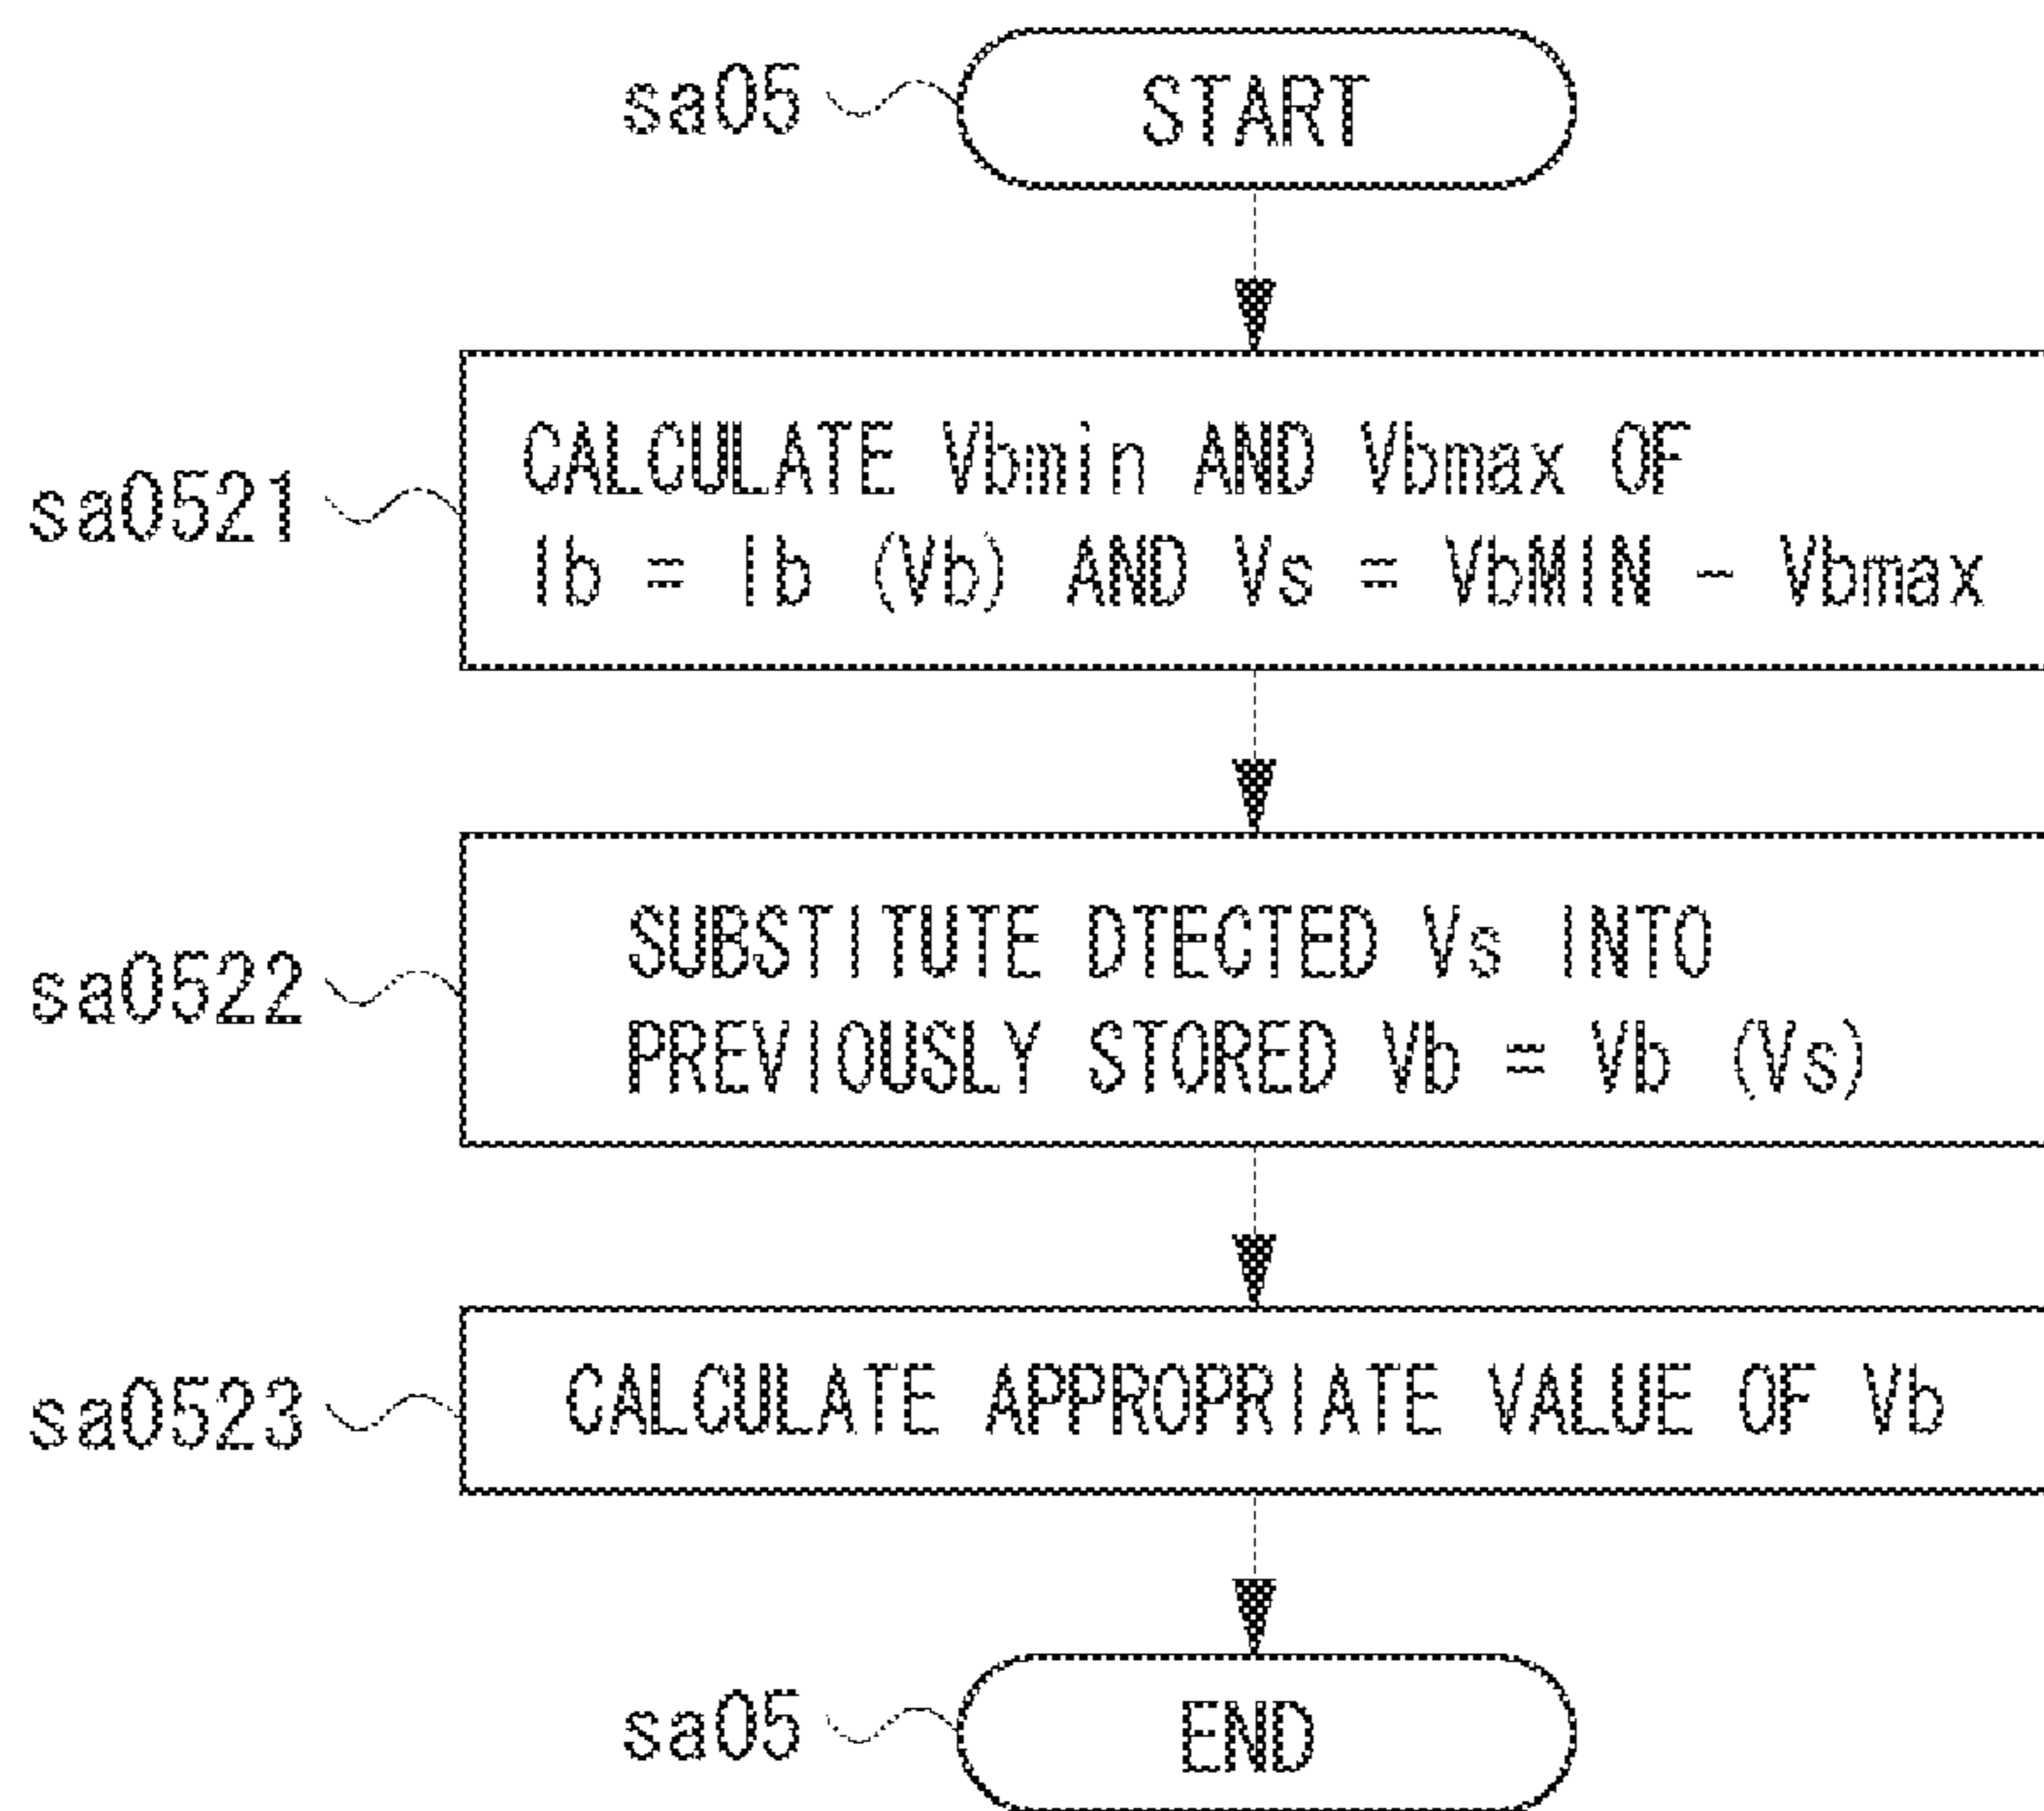 sa05 START
sa0521
CALCULATE Vbmin AND Vbmax OF
Ib = Ib (Vb) AND Vs = VbMIN - Vbmax
sa0522
SUBSTITUTE DTECTED Vs INTO
PREVIOUSLY STORED Vb = Vb (Vs)
sa0523 CALCULATE APPROPRIATE VALUE OF Vb
sa05 END